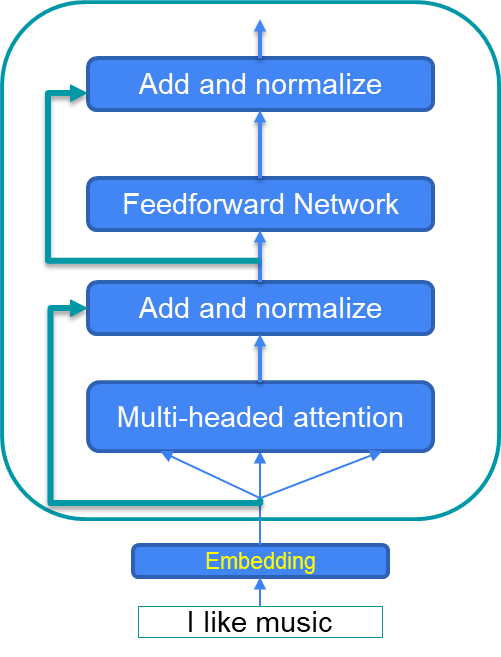 Add and normalize
Feedforward Network
Add and normalize
Multi-headed attention
Embedding
I like music